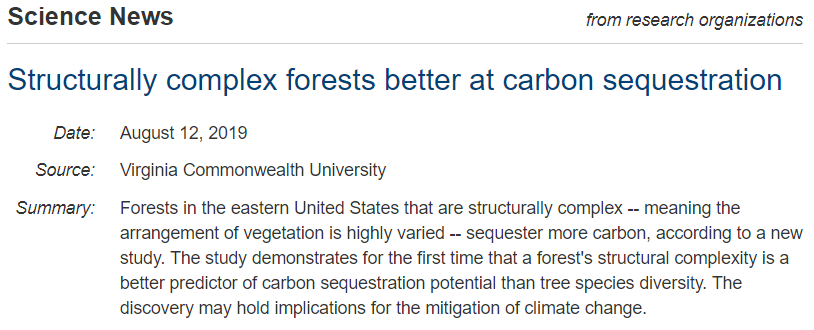 Science News
from research organizations
Structurally complex forests better at carbon sequestration
Date: August 12, 2019
Source: Virginia Commonwealth University
Summary: Forests in the eastern United States that are structurally complex -- meaning the
arrangement of vegetation is highly varied -- sequester more carbon, according to a new
study. The study demonstrates for the first time that a forest's structural complexity is a
better predictor of carbon sequestration potential than tree species diversity. The
discovery may hold implications for the mitigation of climate change.